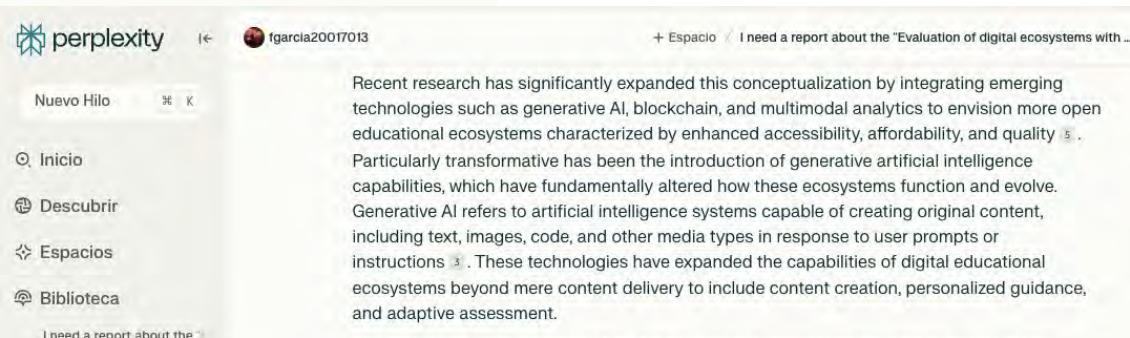 perplexity
fgarcia20017013
+ Espacio / I need a report about the "Evaluation of digital ecosystems with ...
Nuevo Hilo ⌘ K
Inicio
Descubrir
Espacios
Biblioteca
I need a report about the
Recent research has significantly expanded this conceptualization by integrating emerging
technologies such as generative AI, blockchain, and multimodal analytics to envision more open
educational ecosystems characterized by enhanced accessibility, affordability, and quality 5 .
Particularly transformative has been the introduction of generative artificial intelligence
capabilities, which have fundamentally altered how these ecosystems function and evolve.
Generative AI refers to artificial intelligence systems capable of creating original content,
including text, images, code, and other media types in response to user prompts or
instructions 3 . These technologies have expanded the capabilities of digital educational
ecosystems beyond mere content delivery to include content creation, personalized guidance,
and adaptive assessment.